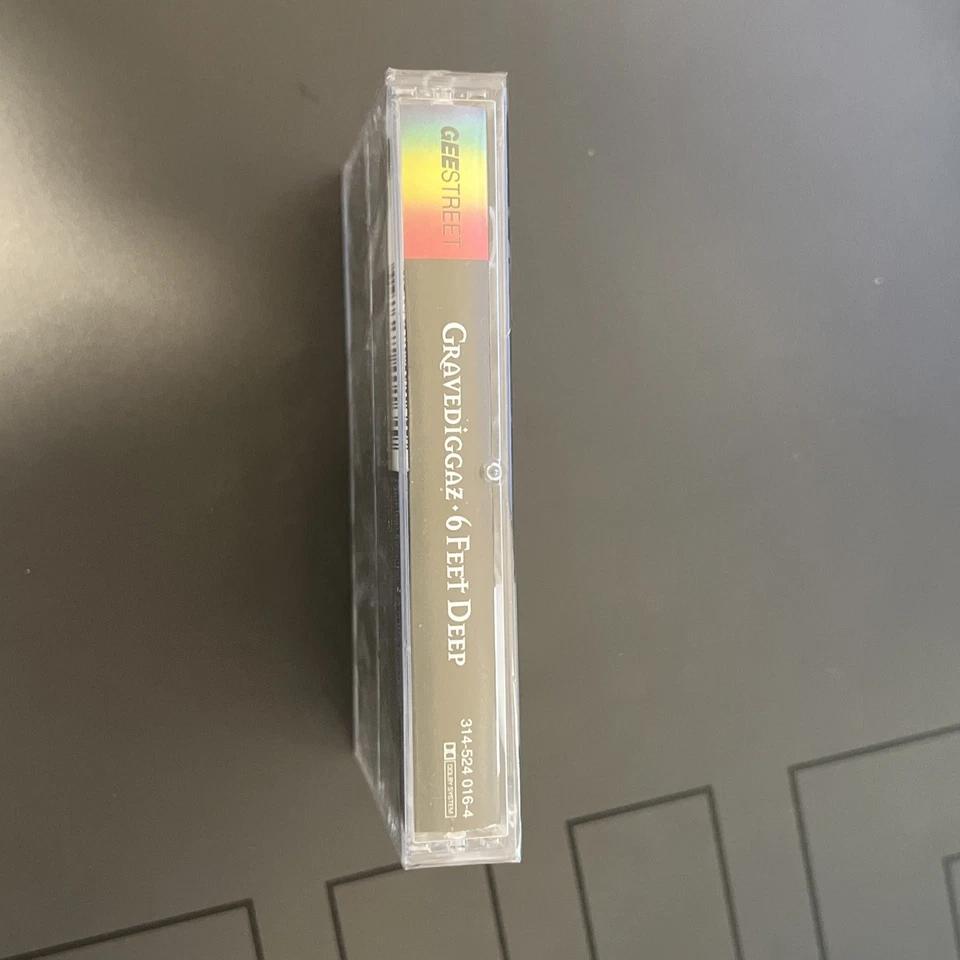 GEESTREET
GRAVEDIGGAZ · 6 FEET DEEP
314-524 016-4
DOLBY SYSTEM